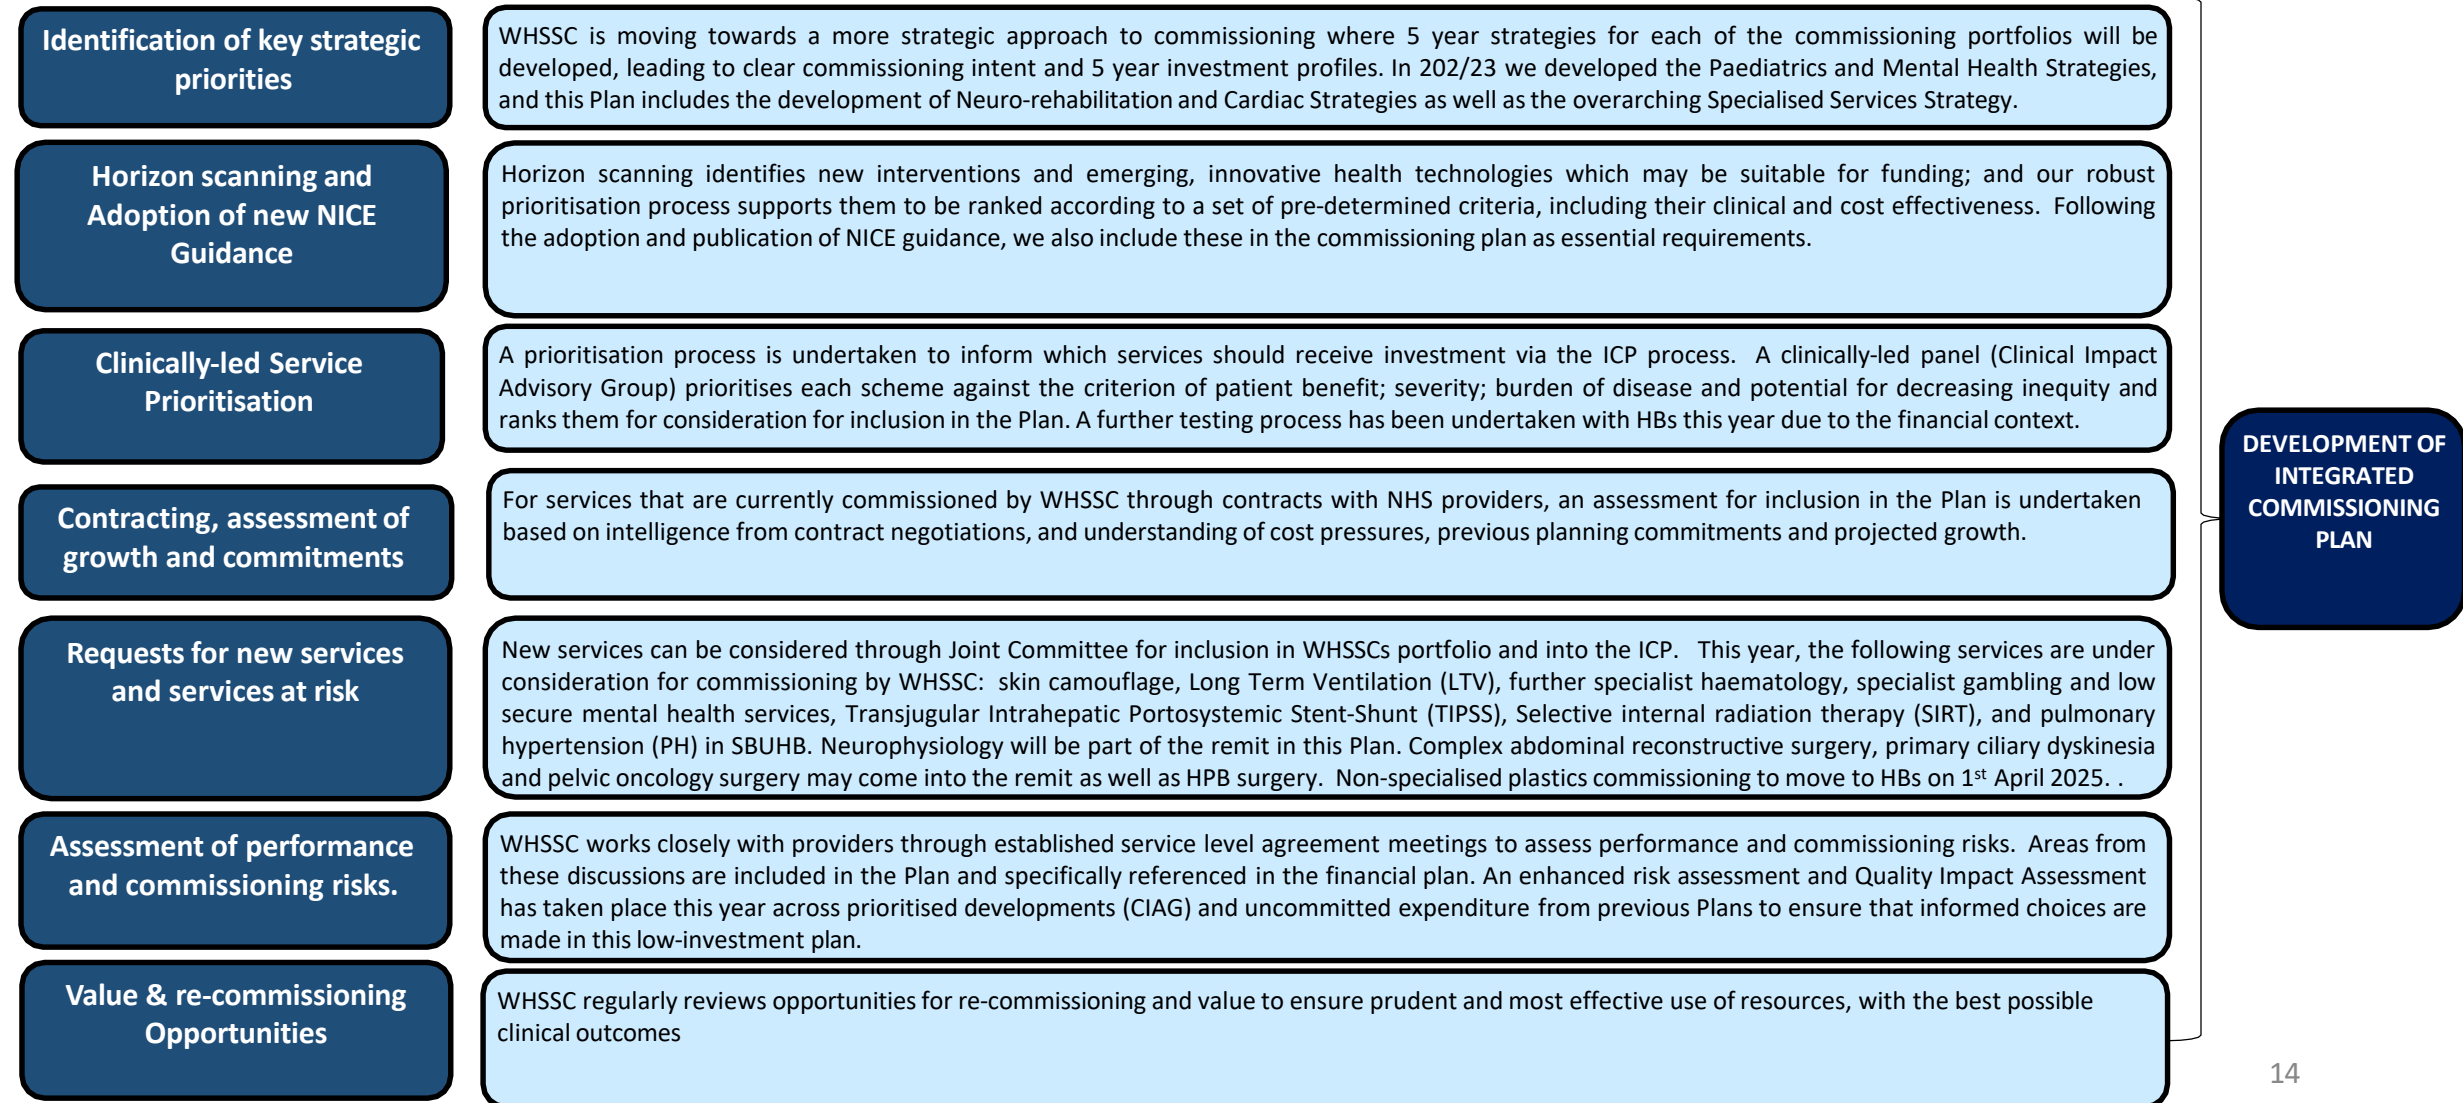 Identification of key strategic
priorities
WHSSC is moving towards a more strategic approach to commissioning where 5 year strategies for each of the commissioning portfolios will be
developed, leading to clear commissioning intent and 5 year investment profiles. In 202/23 we developed the Paediatrics and Mental Health Strategies,
and this Plan includes the development of Neuro-rehabilitation and Cardiac Strategies as well as the overarching Specialised Services Strategy.
Horizon scanning and
Adoption of new NICE
Guidance
Horizon scanning identifies new interventions and emerging, innovative health technologies which may be suitable for funding; and our robust
prioritisation process supports them to be ranked according to a set of pre-determined criteria, including their clinical and cost effectiveness. Following
the adoption and publication of NICE guidance, we also include these in the commissioning plan as essential requirements.
Clinically-led Service
Prioritisation
A prioritisation process is undertaken to inform which services should receive investment via the ICP process. A clinically-led panel (Clinical Impact
Advisory Group) prioritises each scheme against the criterion of patient benefit; severity; burden of disease and potential for decreasing inequity and
ranks them for consideration for inclusion in the Plan. A further testing process has been undertaken with HBs this year due to the financial context.
Contracting, assessment of
growth and commitments
For services that are currently commissioned by WHSSC through contracts with NHS providers, an assessment for inclusion in the Plan is undertaken
based on intelligence from contract negotiations, and understanding of cost pressures, previous planning commitments and projected growth.
Requests for new services
and services at risk
New services can be considered through Joint Committee for inclusion in WHSSCs portfolio and into the ICP. This year, the following services are under
consideration for commissioning by WHSSC: skin camouflage, Long Term Ventilation (LTV), further specialist haematology, specialist gambling and low
secure mental health services, Transjugular Intrahepatic Portosystemic Stent-Shunt (TIPSS), Selective internal radiation therapy (SIRT), and pulmonary
hypertension (PH) in SBUHB. Neurophysiology will be part of the remit in this Plan. Complex abdominal reconstructive surgery, primary ciliary dyskinesia
and pelvic oncology surgery may come into the remit as well as HPB surgery. Non-specialised plastics commissioning to move to HBs on 1st April 2025. .
Assessment of performance
and commissioning risks.
WHSSC works closely with providers through established service level agreement meetings to assess performance and commissioning risks. Areas from
these discussions are included in the Plan and specifically referenced in the financial plan. An enhanced risk assessment and Quality Impact Assessment
has taken place this year across prioritised developments (CIAG) and uncommitted expenditure from previous Plans to ensure that informed choices are
made in this low-investment plan.
Value & re-commissioning
Opportunities
WHSSC regularly reviews opportunities for re-commissioning and value to ensure prudent and most effective use of resources, with the best possible
clinical outcomes
DEVELOPMENT OF
INTEGRATED
COMMISSIONING
PLAN
14